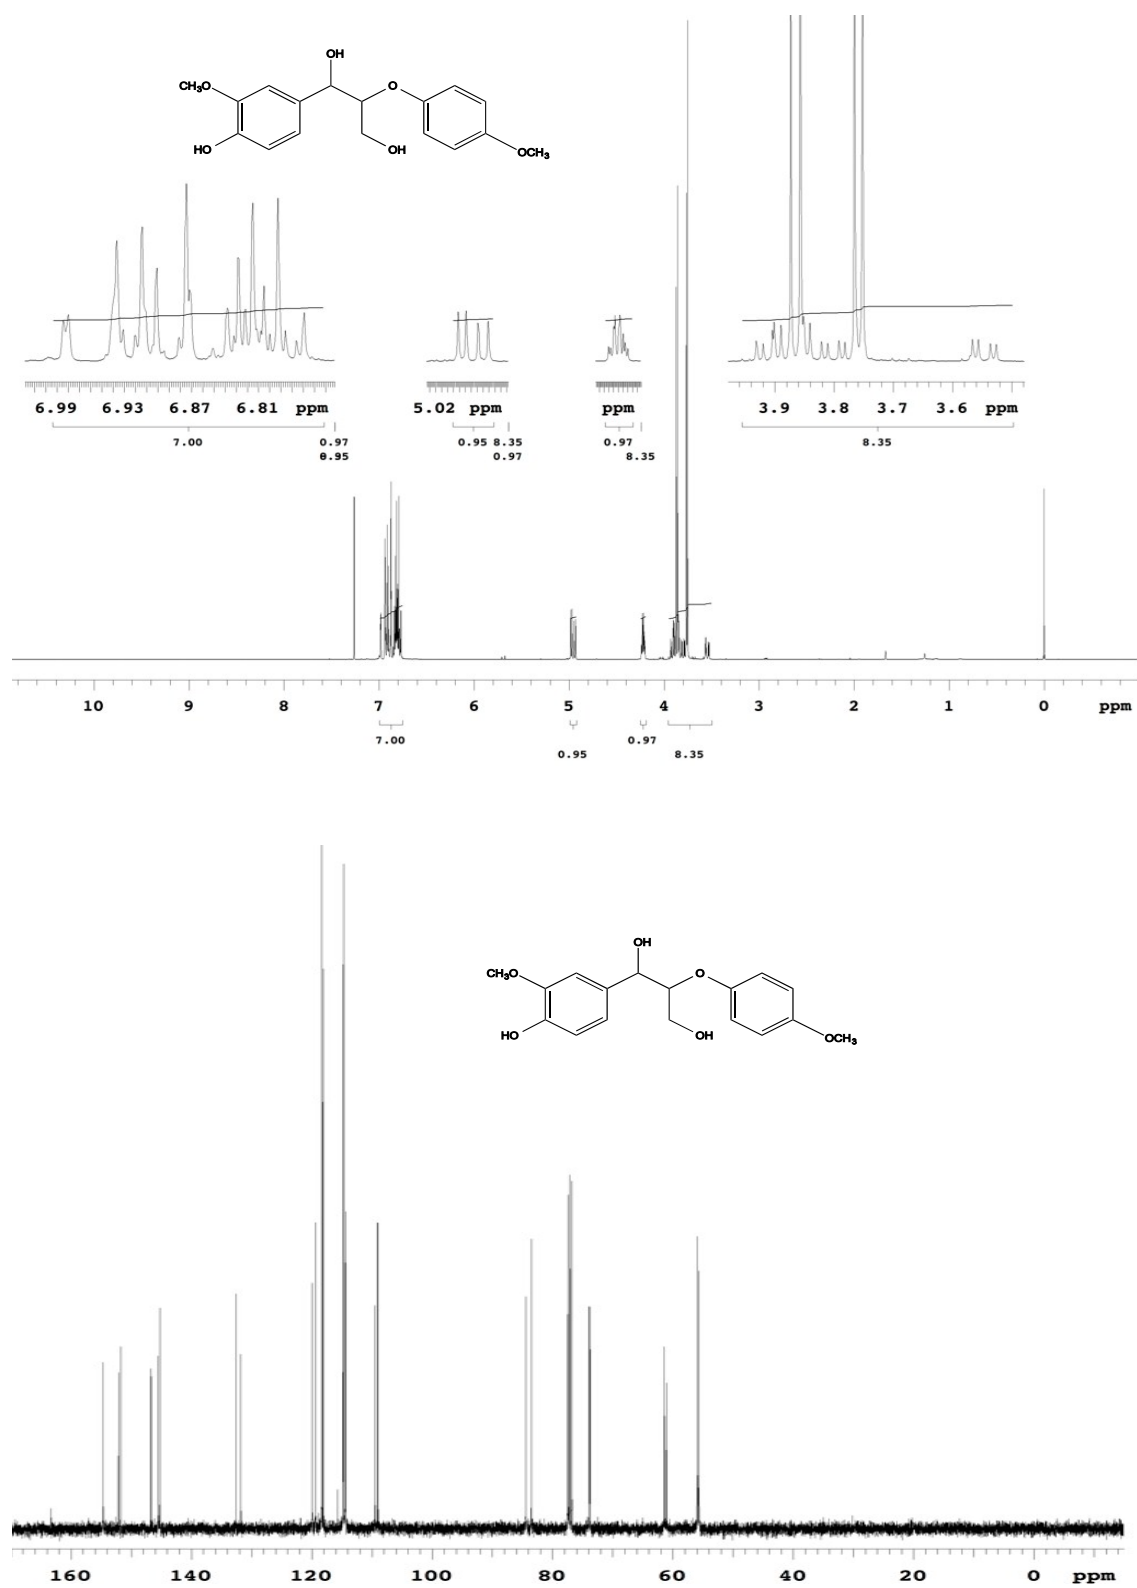 OH
CH₃O
O
HO
OH
OCH₃
6.99 6.93 6.87 6.81 ppm
5.02 ppm
ppm
3.9 3.8 3.7 3.6 ppm
7.00
0.97
0.95
0.95 8.35
0.97
0.97
8.35
8.35
10 9 8 7 6 5 4 3 2 1 0 ppm
7.00
0.95
0.97
8.35
OH
CH₃O
O
HO
OH
OCH₃
160 140 120 100 80 60 40 20 0 ppm